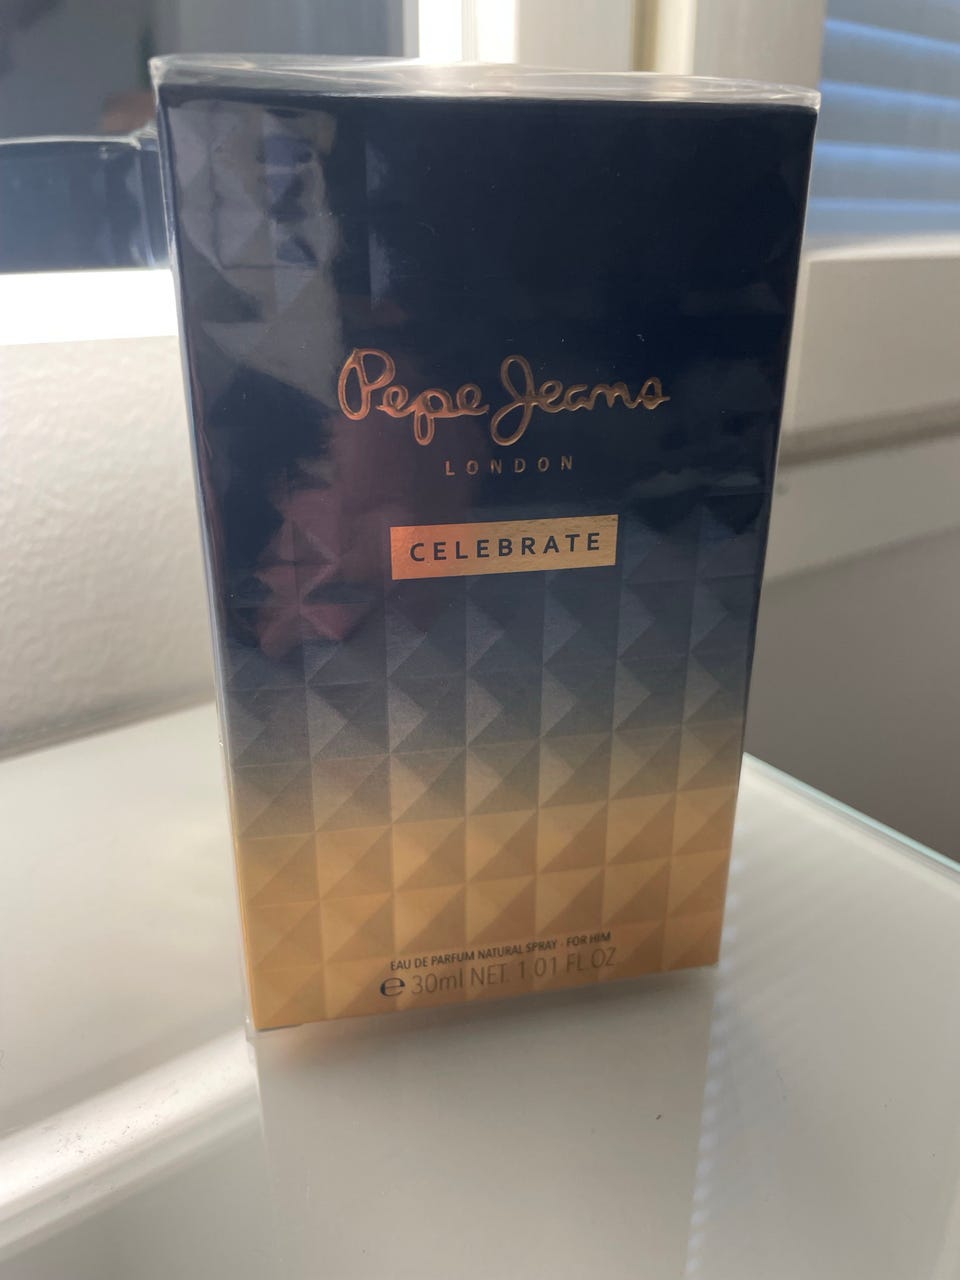 Pepe Jeans
LONDON
CELEBRATE
EAU DE PARFUM NATURAL SPRAY - FOR HIM
℮ 30ml NET. 1 01 FL.OZ